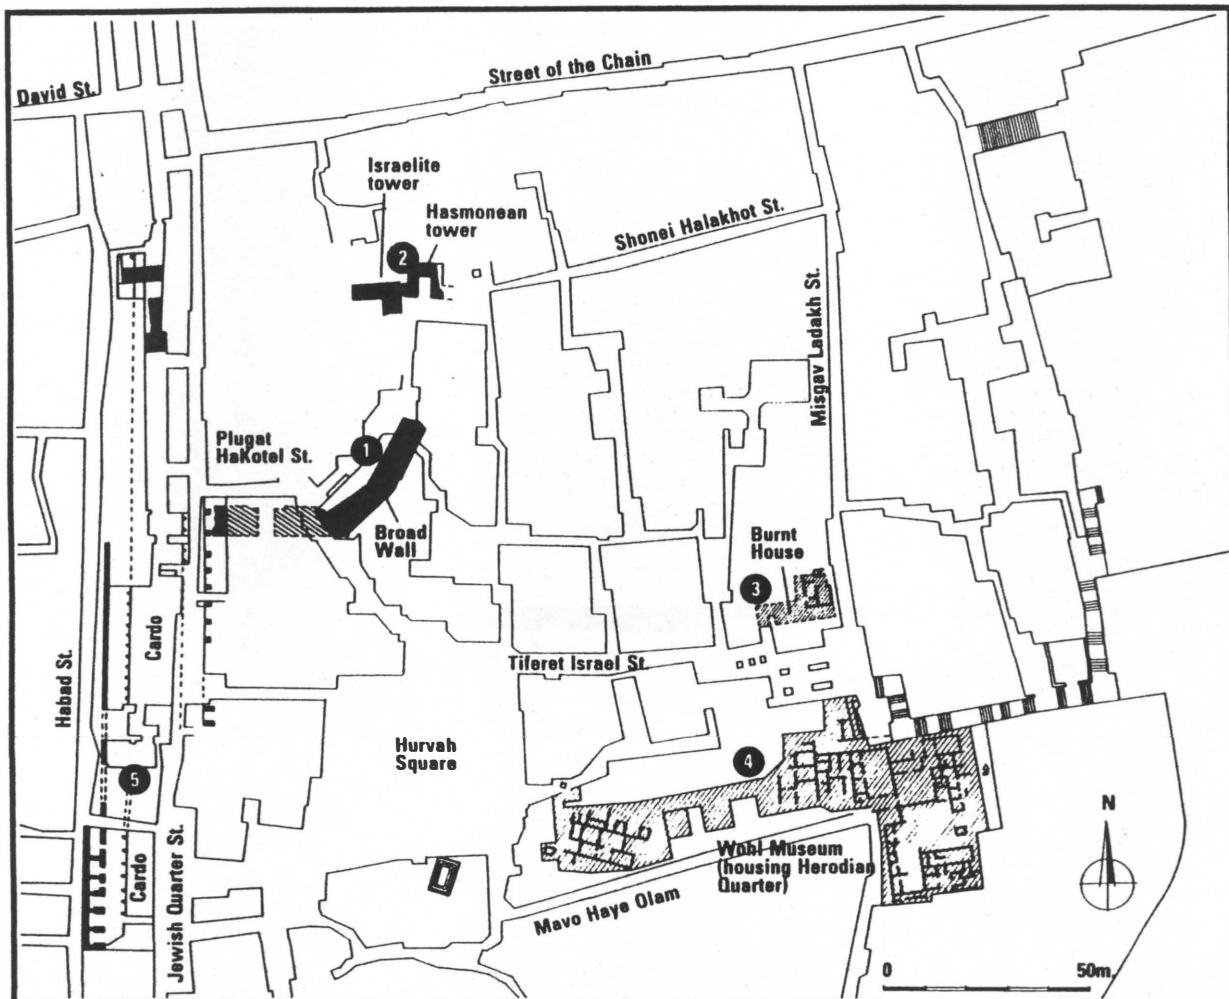 Street of the Chain
David St.
Israelite
tower
Hasmonean
tower
2
Shonei Halakhot St.
Misgav Ladakh St.
Plugat
HaKotel St.
1
Broad
Wall
Burnt
House
3
Cardo
Habad St.
Tiferet Israel St.
Hurvah
Square
4
5
Wohl Museum
(housing Herodian
Quarter)
N
Cardo
Jewish Quarter St.
Mavo Haye Olam
0 50m.